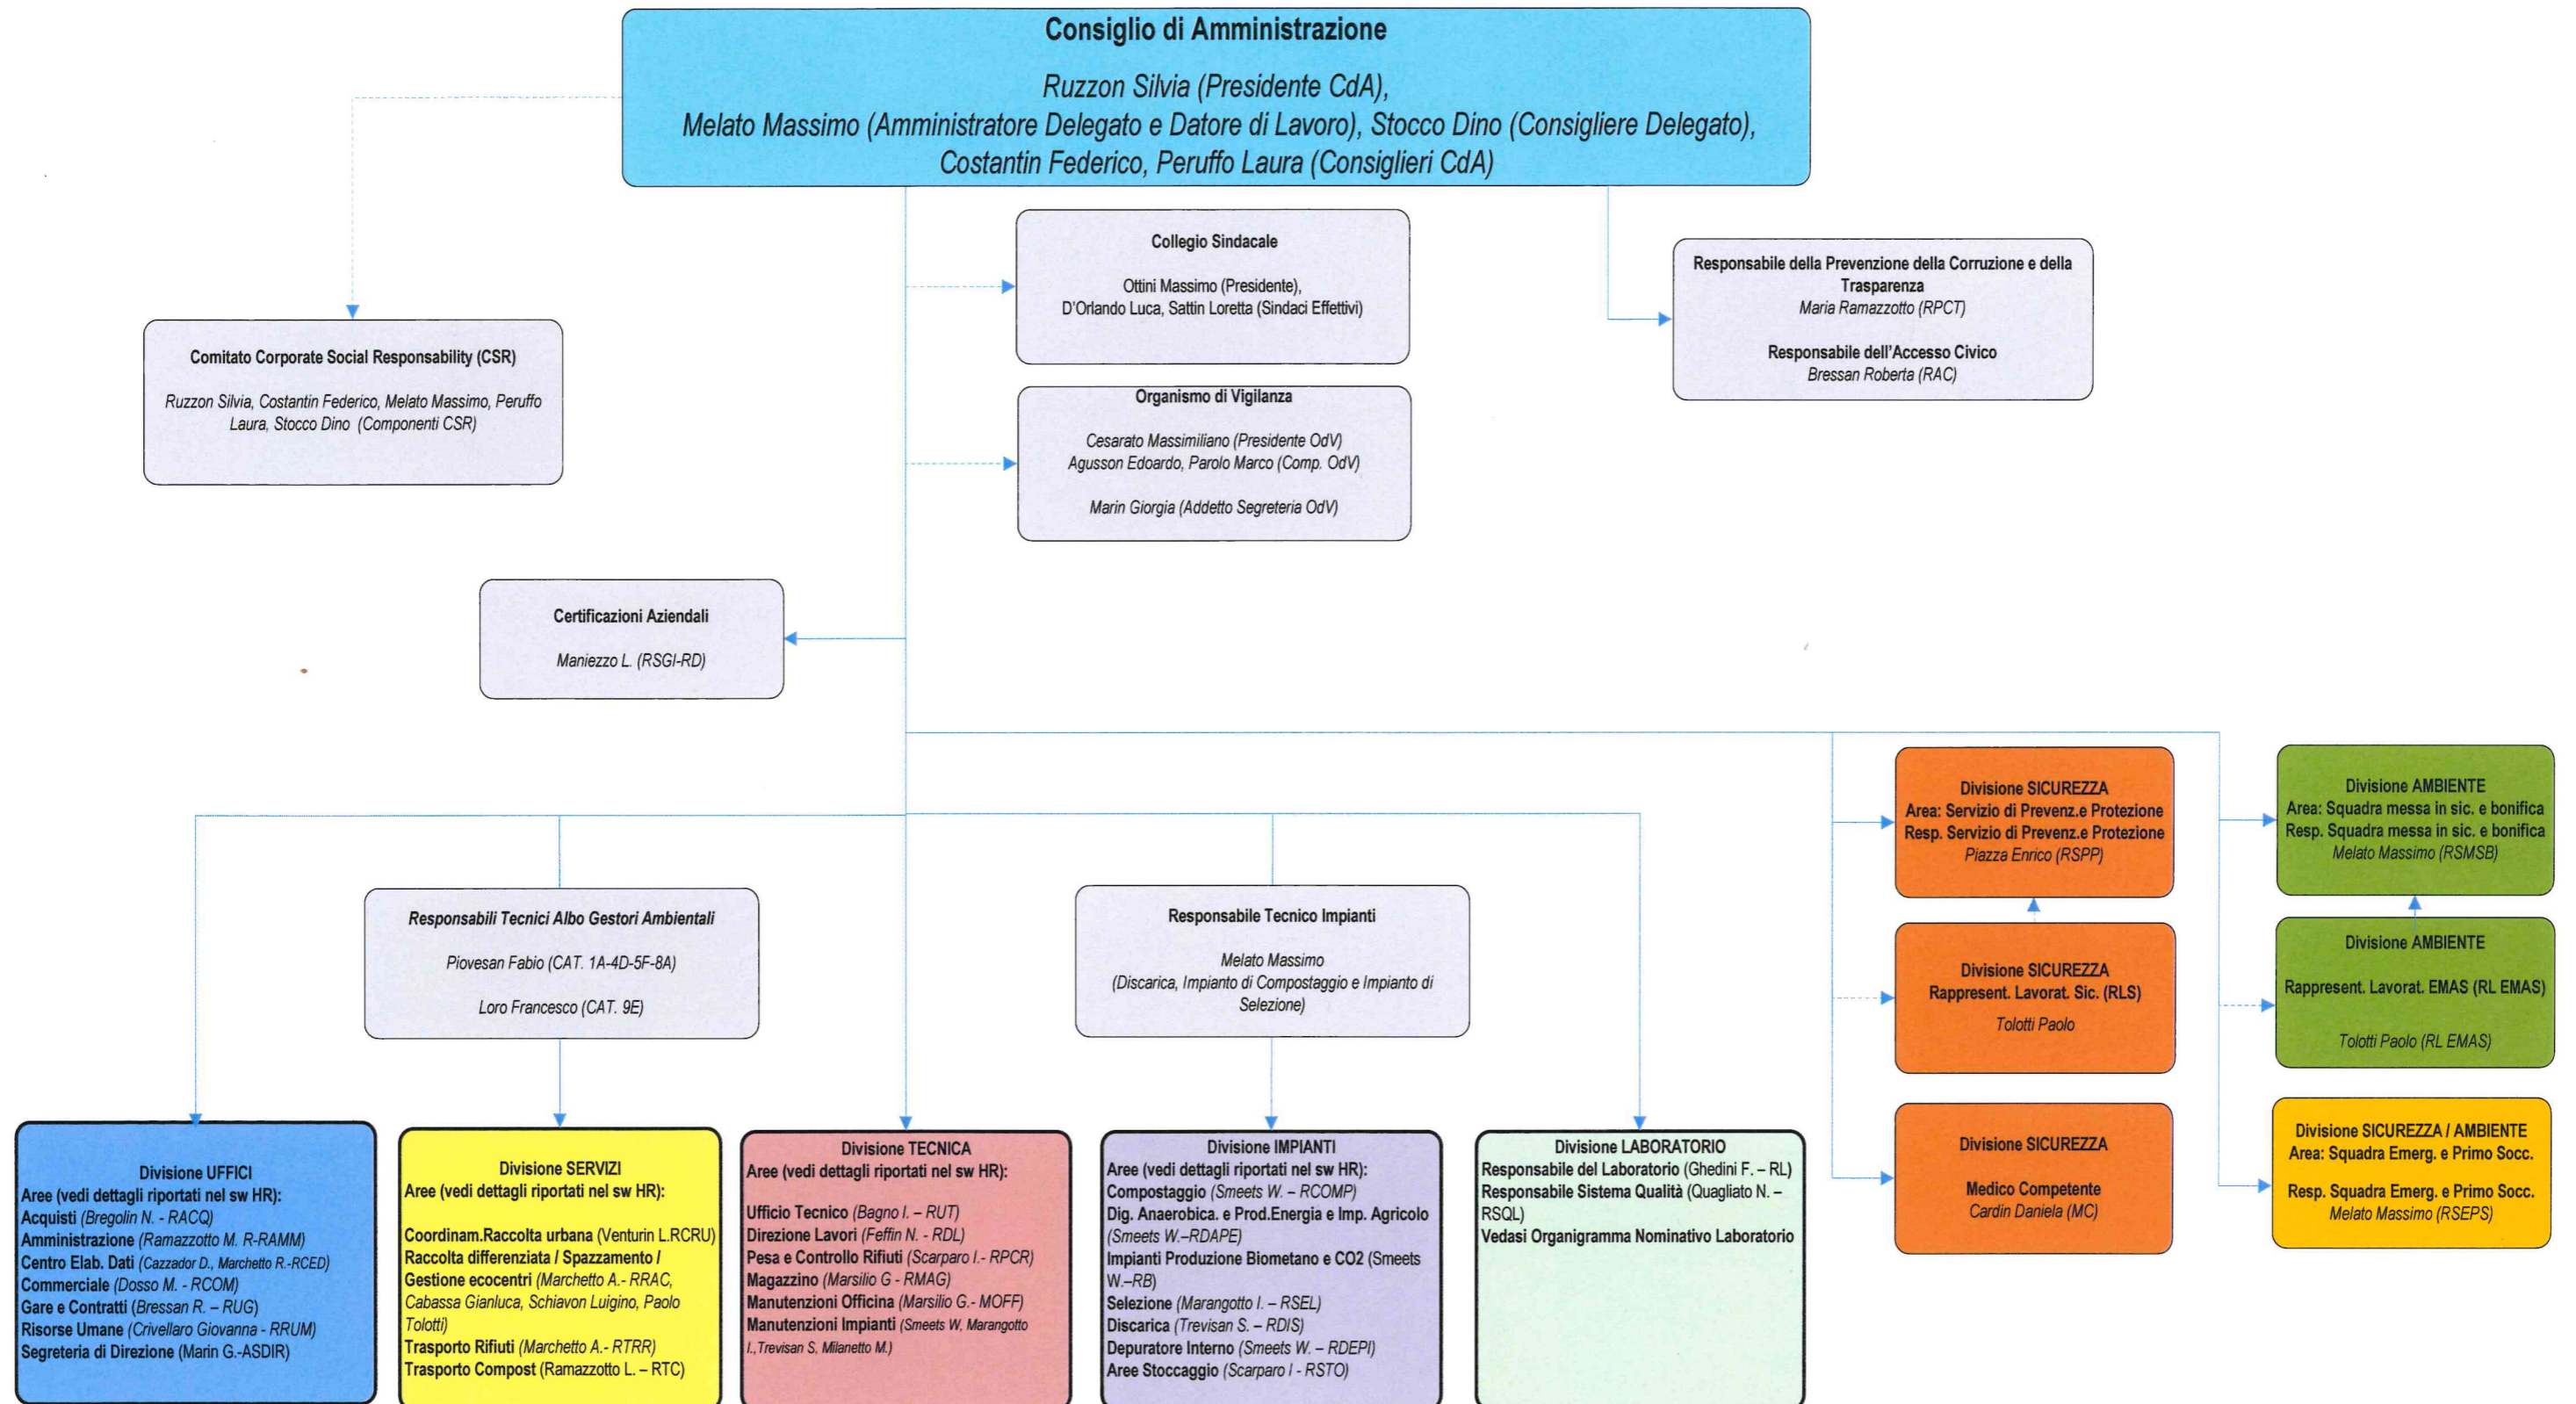 Consiglio di Amministrazione
Ruzzon Silvia (Presidente CdA),
Melato Massimo (Amministratore Delegato e Datore di Lavoro), Stocco Dino (Consigliere Delegato),
Costantin Federico, Peruffo Laura (Consiglieri CdA)
Collegio Sindacale
Ottini Massimo (Presidente),
D'Orlando Luca, Sattin Loretta (Sindaci Effettivi)
Responsabile della Prevenzione della Corruzione e della
Trasparenza
Maria Ramazzotto (RPCT)
Responsabile dell'Accesso Civico
Bressan Roberta (RAC)
Comitato Corporate Social Responsability (CSR)
Ruzzon Silvia, Costantin Federico, Melato Massimo, Peruffo
Laura, Stocco Dino (Componenti CSR)
Organismo di Vigilanza
Cesarato Massimiliano (Presidente OdV)
Agusson Edoardo, Parolo Marco (Comp. OdV)
Marin Giorgia (Addetto Segreteria OdV)
Certificazioni Aziendali
Maniezzo L. (RSGI-RD)
Divisione SICUREZZA
Area: Servizio di Prevenz.e Protezione
Resp. Servizio di Prevenz.e Protezione
Piazza Enrico (RSPP)
Divisione AMBIENTE
Area: Squadra messa in sic. e bonifica
Resp. Squadra messa in sic. e bonifica
Melato Massimo (RSMSB)
Responsabili Tecnici Albo Gestori Ambientali
Piovesan Fabio (CAT. 1A-4D-5F-8A)
Loro Francesco (CAT. 9E)
Responsabile Tecnico Impianti
Melato Massimo
(Discarica, Impianto di Compostaggio e Impianto di
Selezione)
Divisione SICUREZZA
Rappresent. Lavorat. Sic. (RLS)
Tolotti Paolo
Divisione AMBIENTE
Rappresent. Lavorat. EMAS (RL EMAS)
Tolotti Paolo (RL EMAS)
Divisione SICUREZZA
Medico Competente
Cardin Daniela (MC)
Divisione SICUREZZA / AMBIENTE
Area: Squadra Emerg. e Primo Socc.
Resp. Squadra Emerg. e Primo Socc.
Melato Massimo (RSEPS)
Divisione UFFICI
Aree (vedi dettagli riportati nel sw HR):
Acquisti (Bregolin N. - RACQ)
Amministrazione (Ramazzotto M. R-RAMM)
Centro Elab. Dati (Cazzador D., Marchetto R.-RCED)
Commerciale (Dosso M. - RCOM)
Gare e Contratti (Bressan R. – RUG)
Risorse Umane (Crivellaro Giovanna - RRUM)
Segreteria di Direzione (Marin G.-ASDIR)
Divisione SERVIZI
Aree (vedi dettagli riportati nel sw HR):
Coordinam.Raccolta urbana (Venturin L.RCRU)
Raccolta differenziata / Spazzamento /
Gestione ecocentri (Marchetto A.- RRAC,
Cabassa Gianluca, Schiavon Luigino, Paolo
Tolotti)
Trasporto Rifiuti (Marchetto A.- RTRR)
Trasporto Compost (Ramazzotto L. – RTC)
Divisione TECNICA
Aree (vedi dettagli riportati nel sw HR):
Ufficio Tecnico (Bagno I. – RUT)
Direzione Lavori (Feffin N. - RDL)
Pesa e Controllo Rifiuti (Scarparo I.- RPCR)
Magazzino (Marsilio G - RMAG)
Manutenzioni Officina (Marsilio G.- MOFF)
Manutenzioni Impianti (Smeets W, Marangotto
I., Trevisan S, Milanetto M.)
Divisione IMPIANTI
Aree (vedi dettagli riportati nel sw HR):
Compostaggio (Smeets W. – RCOMP)
Dig. Anaerobica. e Prod.Energia e Imp. Agricolo
(Smeets W.–RDAPE)
Impianti Produzione Biometano e CO2 (Smeets
W.–RB)
Selezione (Marangotto I. – RSEL)
Discarica (Trevisan S. – RDIS)
Depuratore Interno (Smeets W. – RDEPI)
Aree Stoccaggio (Scarparo I - RSTO)
Divisione LABORATORIO
Responsabile del Laboratorio (Ghedini F. – RL)
Responsabile Sistema Qualità (Quagliato N. –
RSQL)
Vedasi Organigramma Nominativo Laboratorio